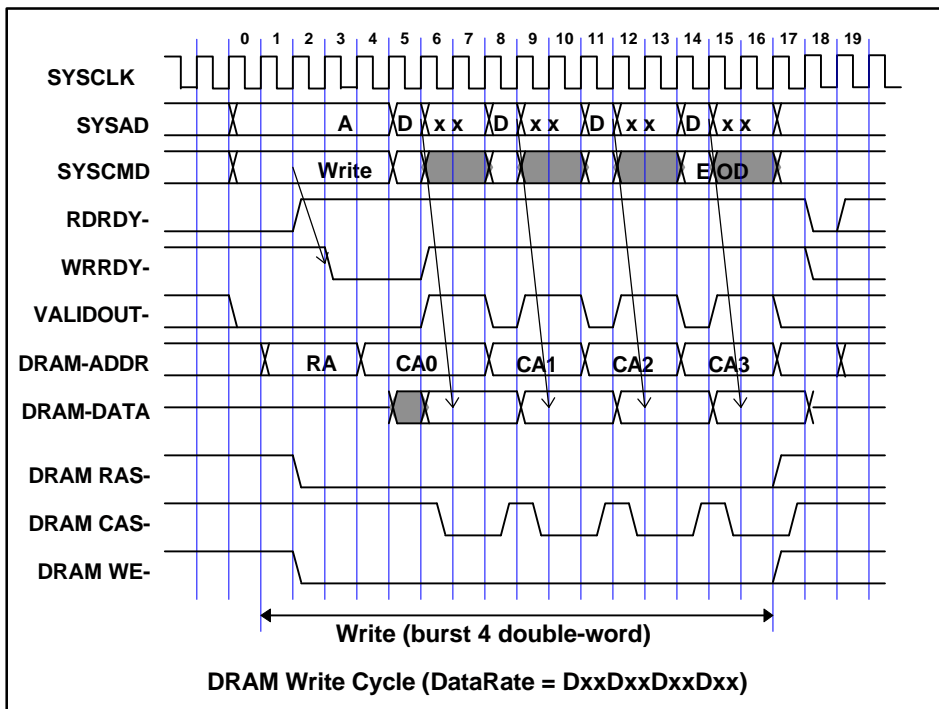 0 1 2 3 4 5 6 7 8 9 10 11 12 13 14 15 16 17 18 19
SYSCLK
SYSAD A D x x D x x D x x D x x
SYSCMD Write EOD
RDRDY-
WRRDY-
VALIDOUT-
DRAM-ADDR RA CA0 CA1 CA2 CA3
DRAM-DATA
DRAM RAS-
DRAM CAS-
DRAM WE-
Write (burst 4 double-word)
DRAM Write Cycle (DataRate = DxxDxxDxxDxx)